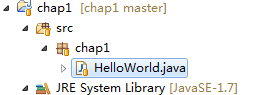 chap1 [chap1 master]
src
chap1
HelloWorld.java
JRE System Library [JavaSE-1.7]